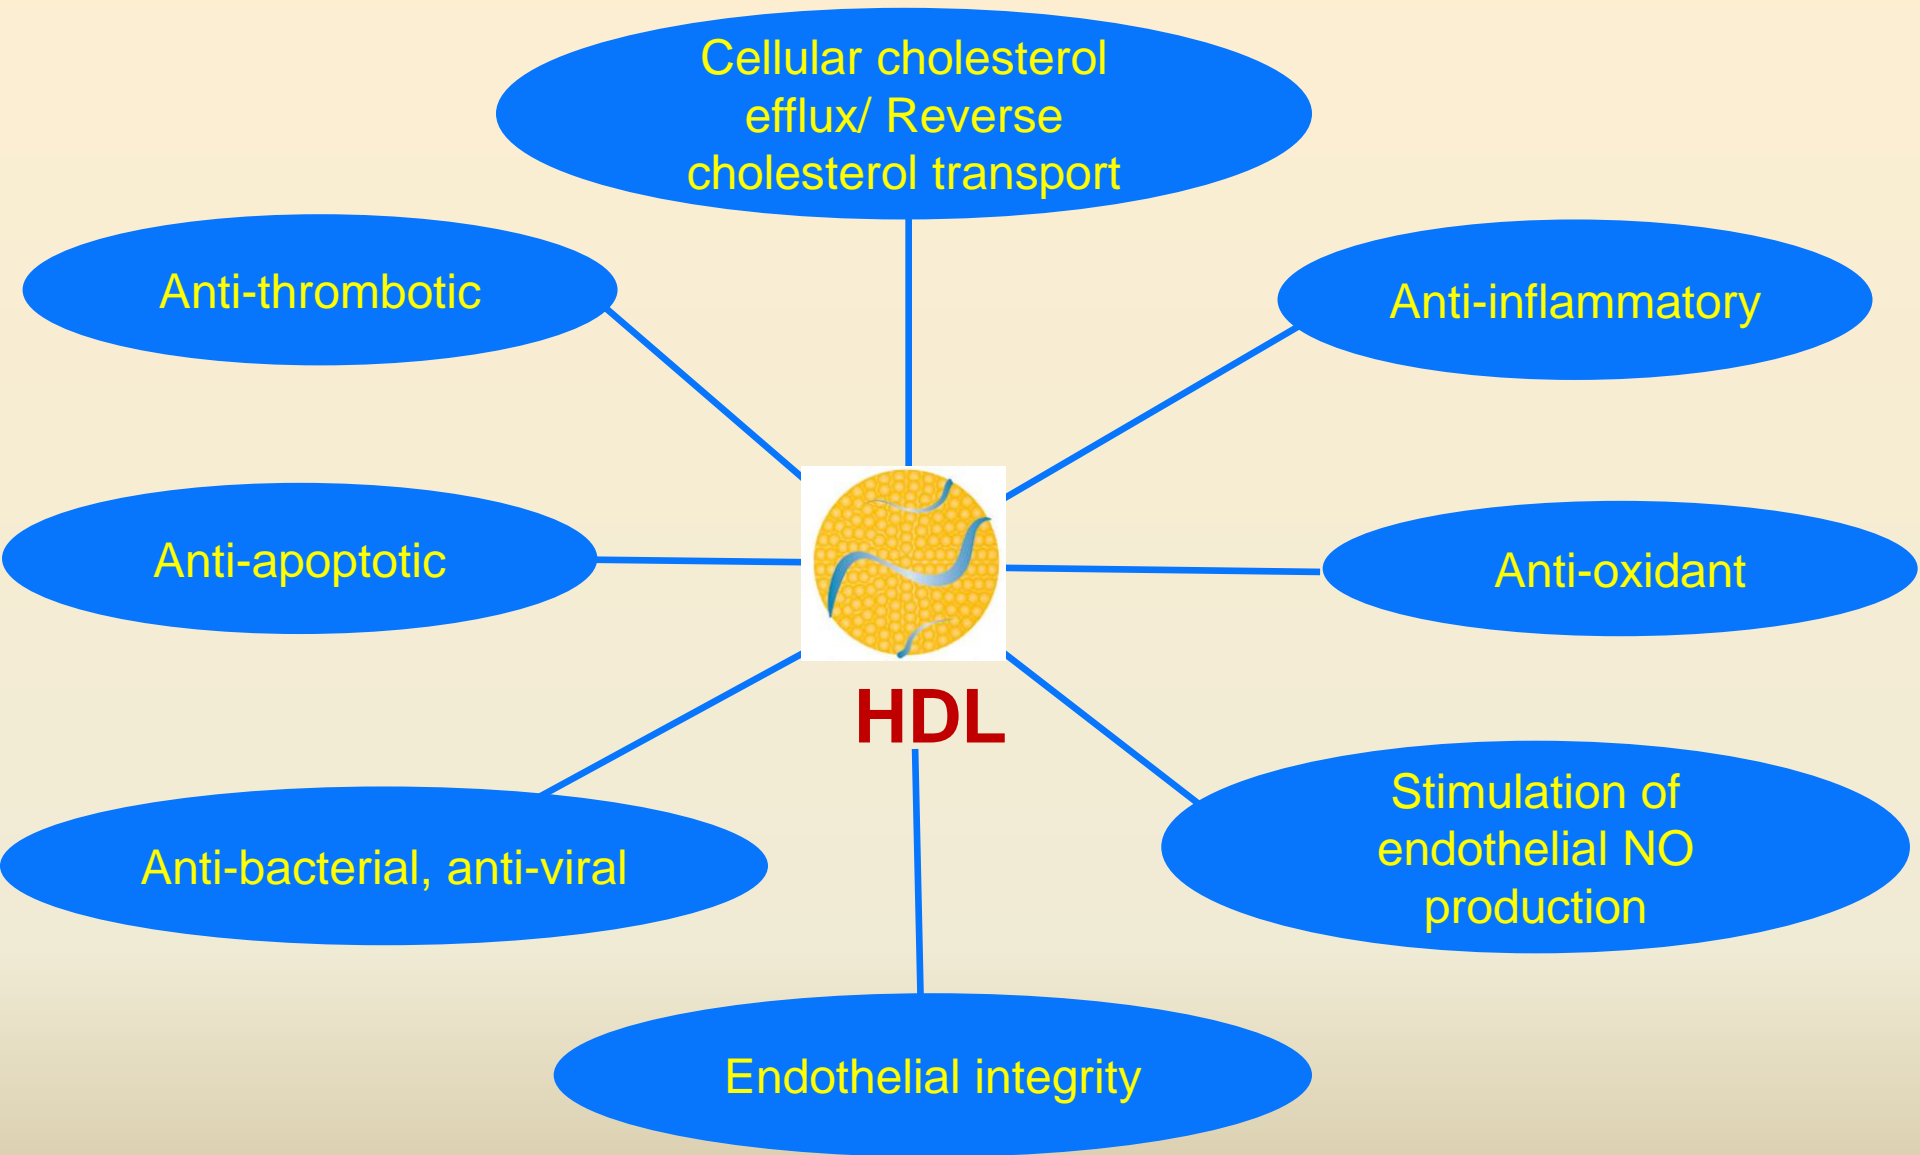 Cellular cholesterol
efflux/ Reverse
cholesterol transport
Anti-thrombotic
Anti-inflammatory
Anti-apoptotic
Anti-oxidant
HDL
Stimulation of
endothelial NO
production
Anti-bacterial, anti-viral
Endothelial integrity